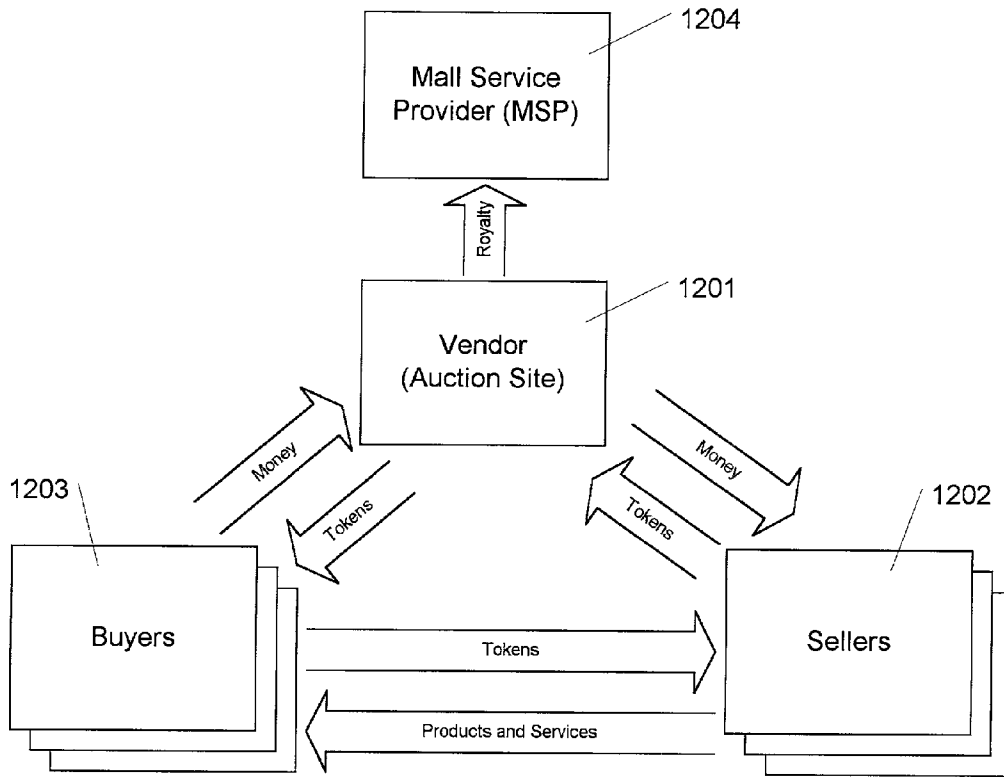 1204
Mall Service
Provider (MSP)
Royalty
1201
Vendor
(Auction Site)
Money
Money
1203
Tokens
Tokens
1202
Buyers
Tokens
Sellers
Products and Services